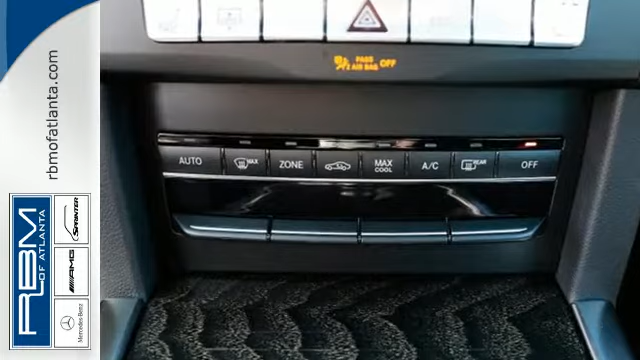 rbmofatlanta.com
RBM
OF ATLANTA
SPRINTER
AMG
Mercedes-Benz
PASS
AIR BAG OFF
AUTO MAX ZONE MAX COOL A/C REAR OFF